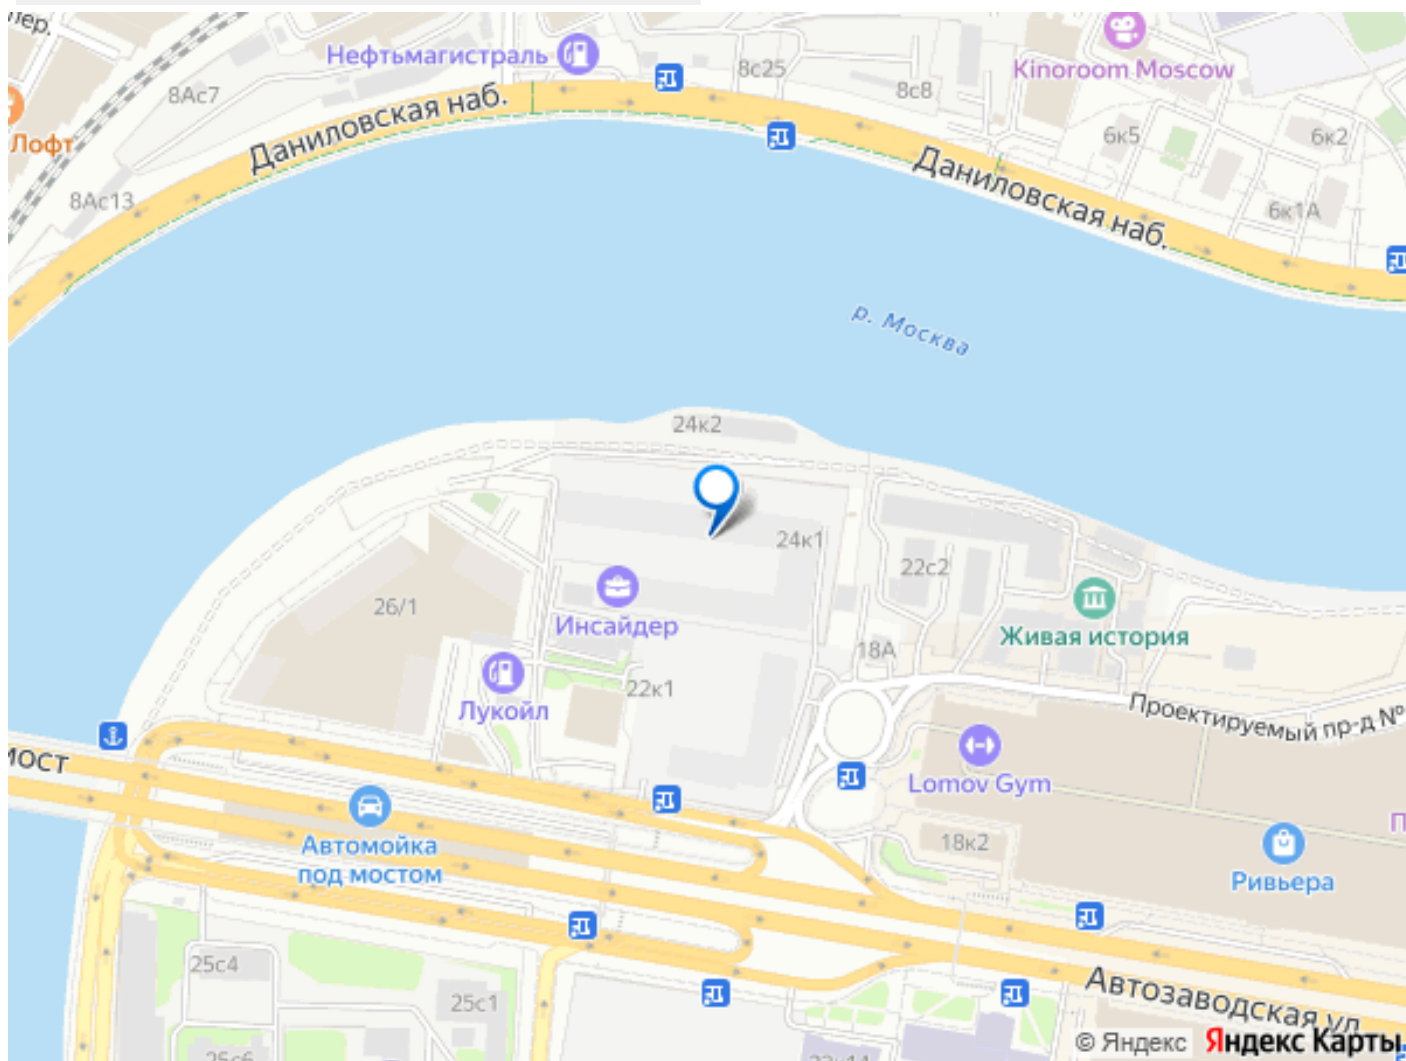 пер.
Нефтьмагистраль
8с25
Kinoroom Moscow
8Ас7
8с8
Лофт
Даниловская наб.
6к5
6к2
Даниловская наб.
8Ас13
6к1А
р. Москва
24к2
24к1
22с2
26/1
Инсайдер
Живая история
18А
22к1
Лукойл
Проектируемый пр-д №
мост
Lomov Gym
Автомойка
под мостом
18к2
Ривьера
П
25с4
25с1
Автозаводская ул.
25с6
© Яндекс Яндекс Карты